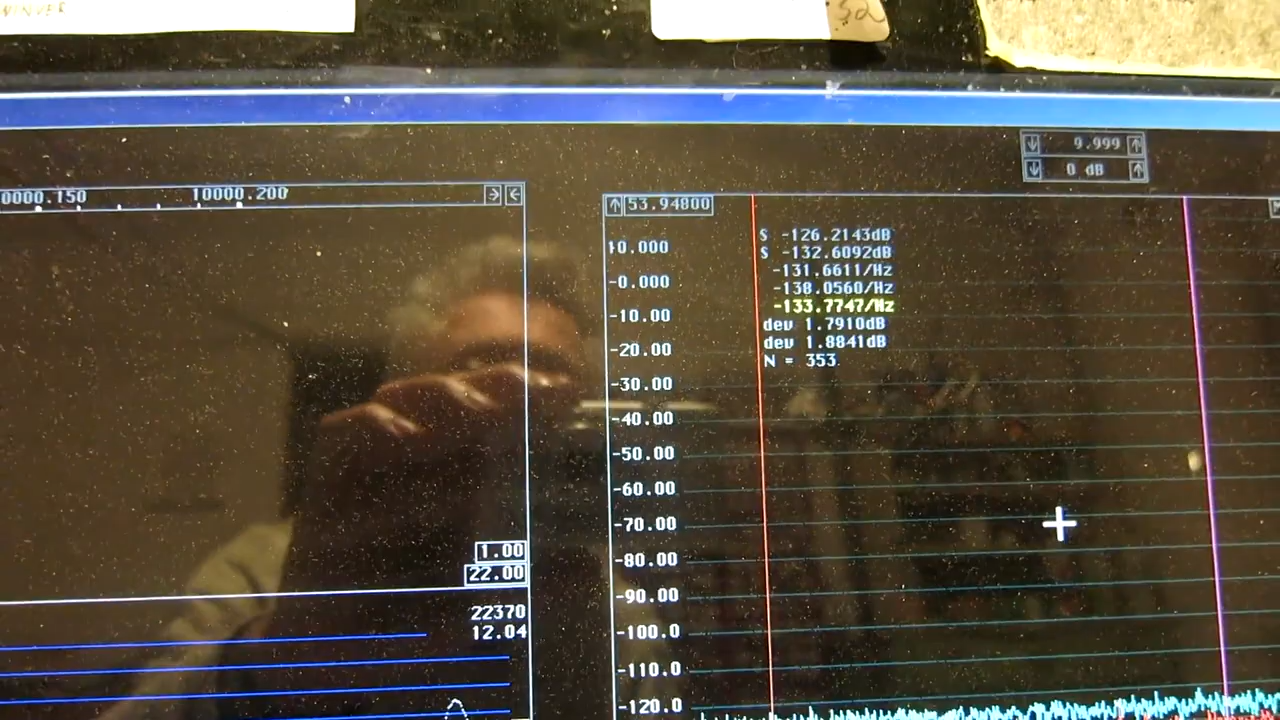 32
9.999
0 dB
0000.150
10000.200
53.94800
10.000
-0.000
-10.00
-20.00
-30.00
-40.00
-50.00
-60.00
-70.00
-80.00
-90.00
-100.0
-110.0
-120.0
S -126.2143dB
S -132.6092dB
-131.6611/Hz
-138.0560/Hz
-133.7747/Hz
dev 1.7910dB
dev 1.8841dB
N = 353
1.00
22.00
22370
12.04